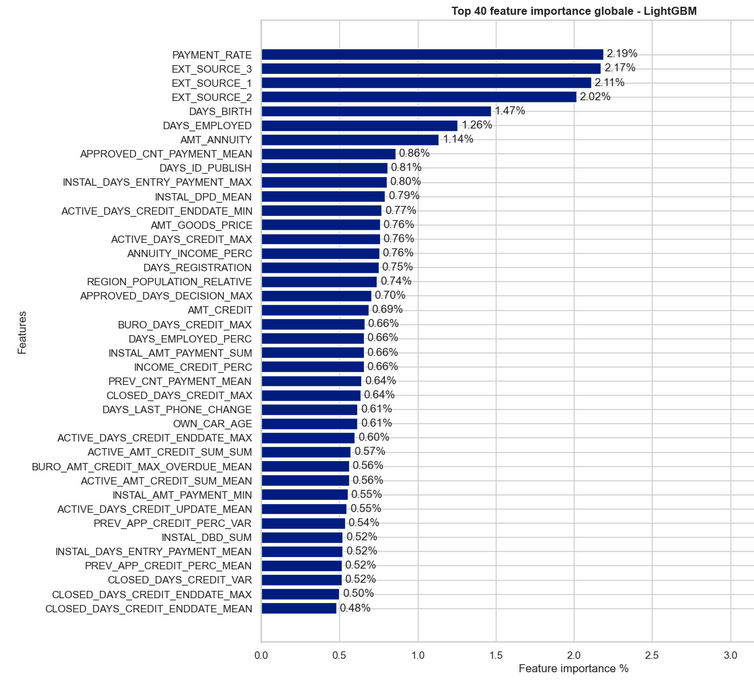 Top 40 feature importance globale - LightGBM
PAYMENT_RATE 2.19%
EXT_SOURCE_3 2.17%
EXT_SOURCE_1 2.11%
EXT_SOURCE_2 2.02%
DAYS_BIRTH 1.47%
DAYS_EMPLOYED 1.26%
AMT_ANNUITY 1.14%
APPROVED_CNT_PAYMENT_MEAN 0.86%
DAYS_ID_PUBLISH 0.81%
INSTAL_DAYS_ENTRY_PAYMENT_MAX 0.80%
INSTAL_DPD_MEAN 0.79%
ACTIVE_DAYS_CREDIT_ENDDATE_MIN 0.77%
AMT_GOODS_PRICE 0.76%
ACTIVE_DAYS_CREDIT_MAX 0.76%
ANNUITY_INCOME_PERC 0.76%
DAYS_REGISTRATION 0.75%
REGION_POPULATION_RELATIVE 0.74%
APPROVED_DAYS_DECISION_MAX 0.70%
AMT_CREDIT 0.69%
BURO_DAYS_CREDIT_MAX 0.66%
DAYS_EMPLOYED_PERC 0.66%
INSTAL_AMT_PAYMENT_SUM 0.66%
INCOME_CREDIT_PERC 0.66%
PREV_CNT_PAYMENT_MEAN 0.64%
CLOSED_DAYS_CREDIT_MAX 0.64%
DAYS_LAST_PHONE_CHANGE 0.61%
OWN_CAR_AGE 0.61%
ACTIVE_DAYS_CREDIT_ENDDATE_MAX 0.60%
ACTIVE_AMT_CREDIT_SUM_SUM 0.57%
BURO_AMT_CREDIT_MAX_OVERDUE_MEAN 0.56%
ACTIVE_AMT_CREDIT_SUM_MEAN 0.56%
INSTAL_AMT_PAYMENT_MIN 0.55%
ACTIVE_DAYS_CREDIT_UPDATE_MEAN 0.55%
PREV_APP_CREDIT_PERC_VAR 0.54%
INSTAL_DBD_SUM 0.52%
INSTAL_DAYS_ENTRY_PAYMENT_MEAN 0.52%
PREV_APP_CREDIT_PERC_MEAN 0.52%
CLOSED_DAYS_CREDIT_VAR 0.52%
CLOSED_DAYS_CREDIT_ENDDATE_MAX 0.50%
CLOSED_DAYS_CREDIT_ENDDATE_MEAN 0.48%
Features
0.0 0.5 1.0 1.5 2.0 2.5 3.0
Feature importance %